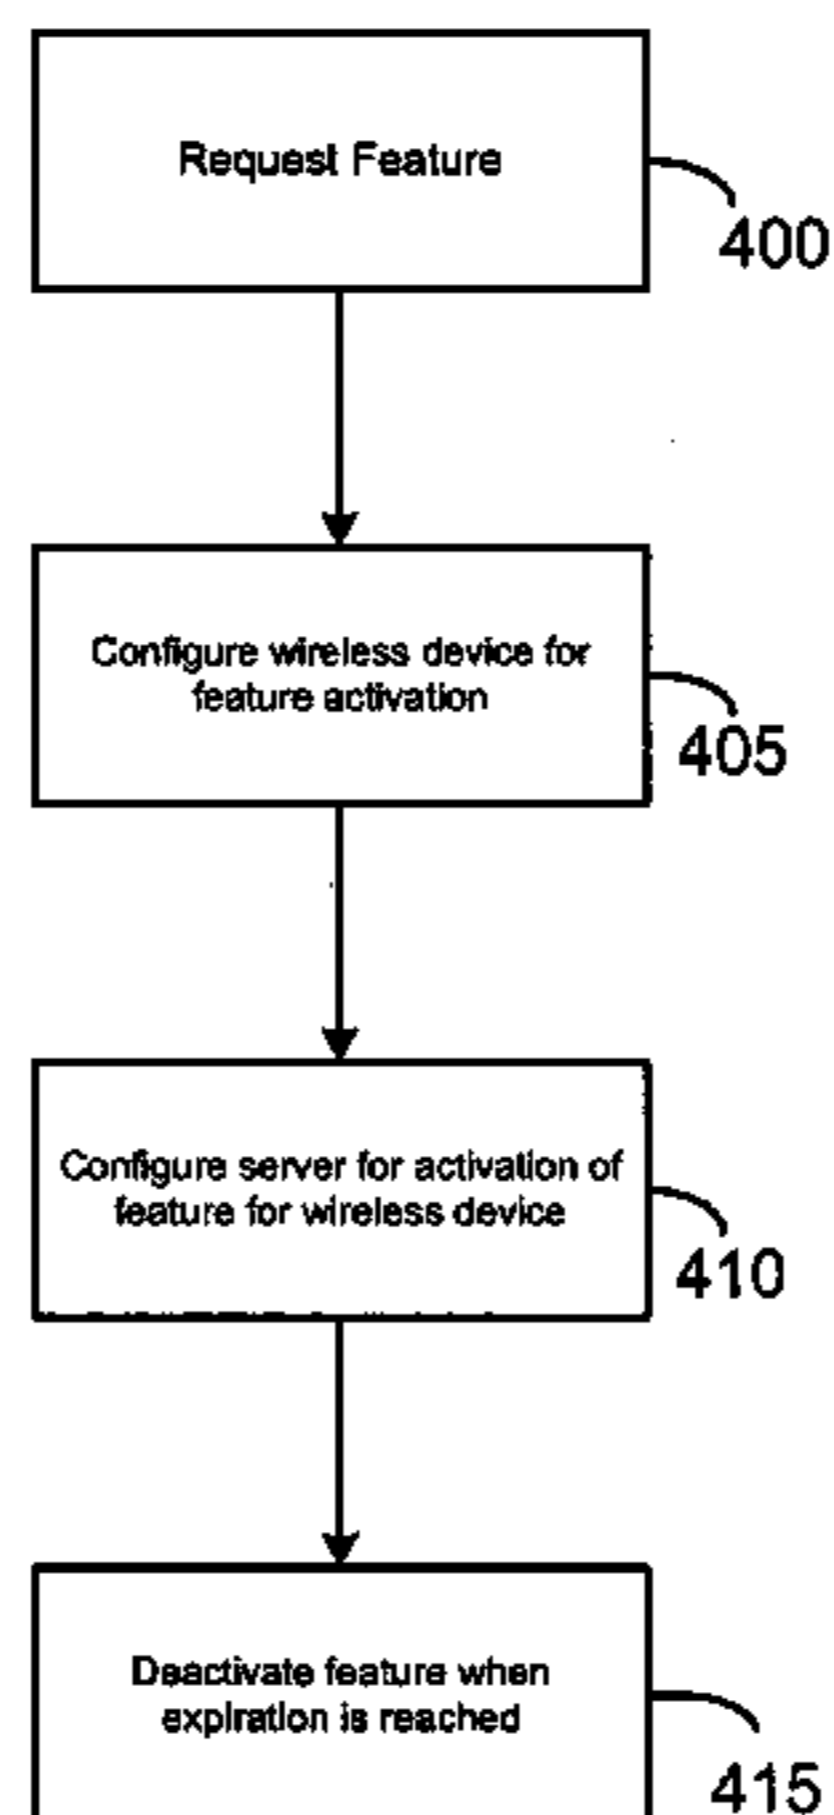 Request Feature
400
Configure wireless device for
feature activation
405
Configure server for activation of
feature for wireless device
410
Deactivate feature when
expiration is reached
415